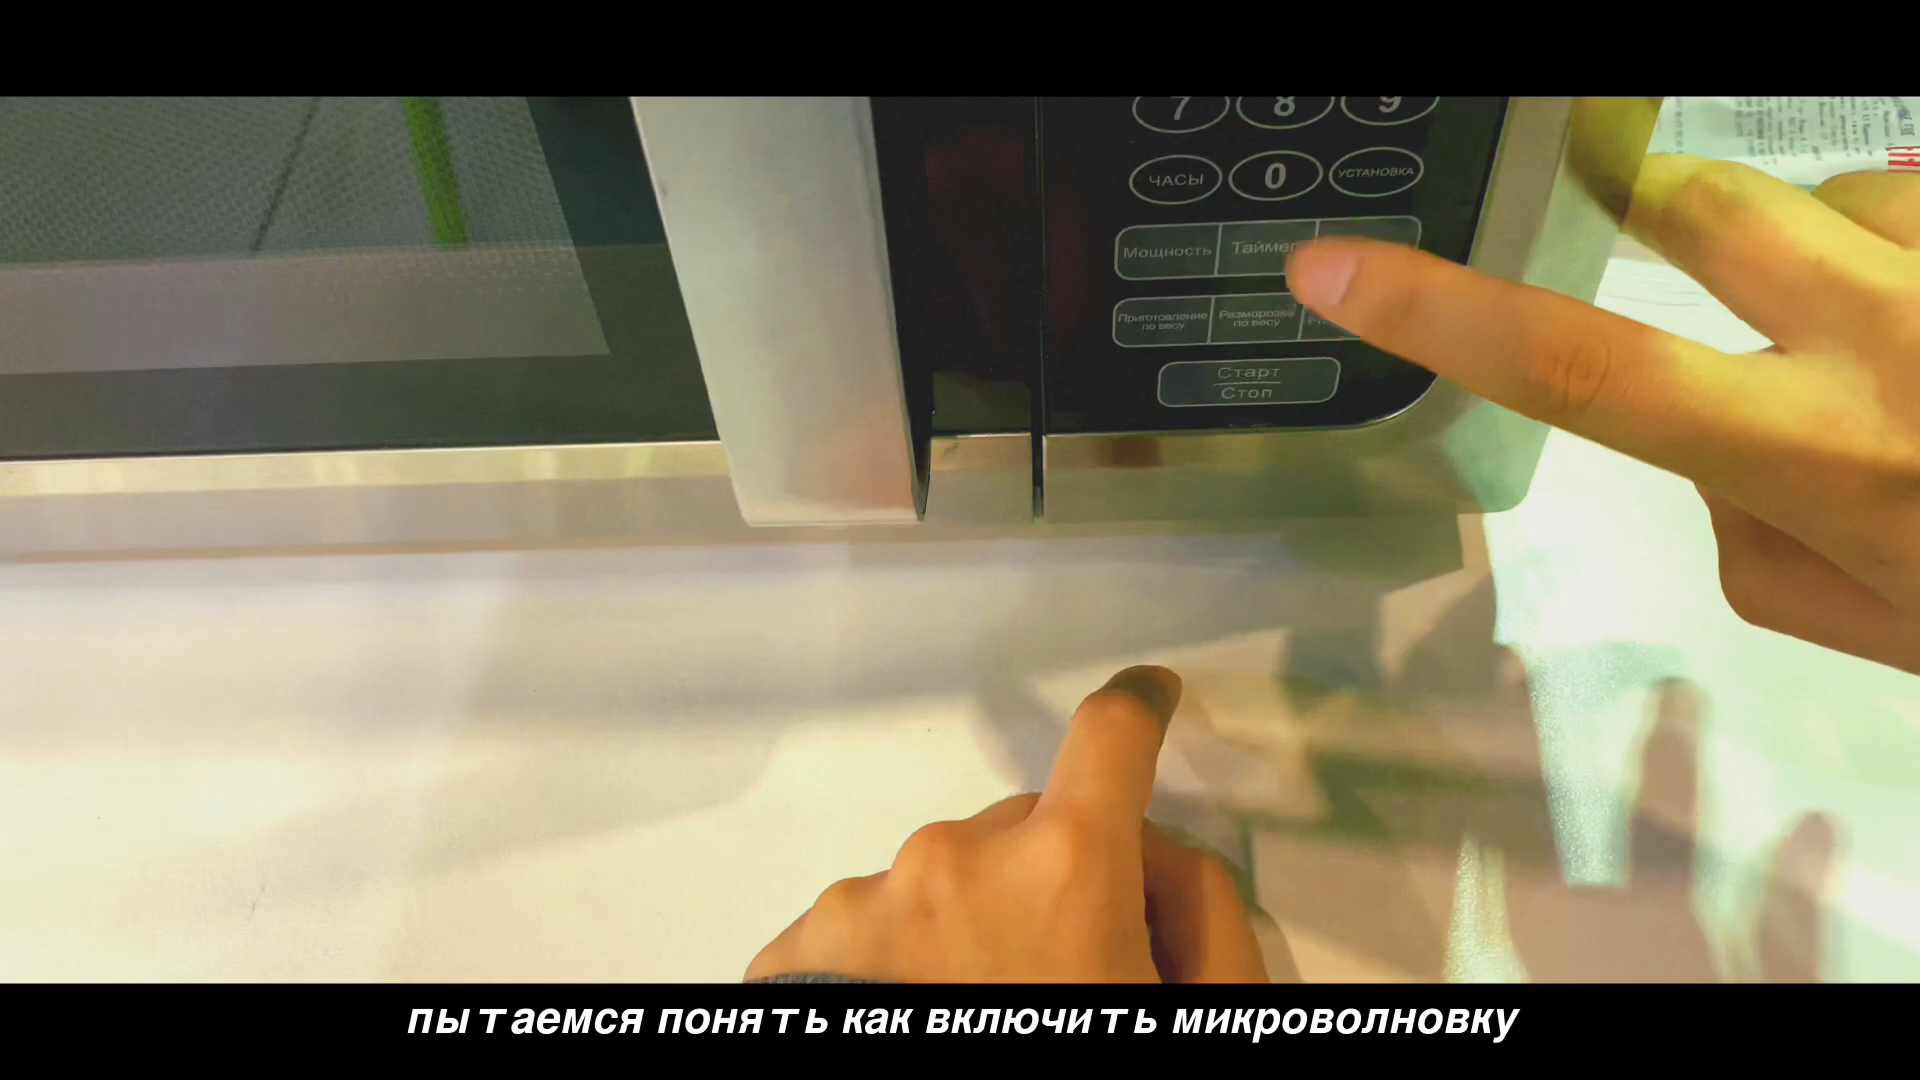 7 8 9
ЧАСЫ 0 УСТАНОВКА
Мощность Таймер
Приготовление по весу
Разморозка по весу
Старт
Стоп
пытаемся понять как включить микроволновку